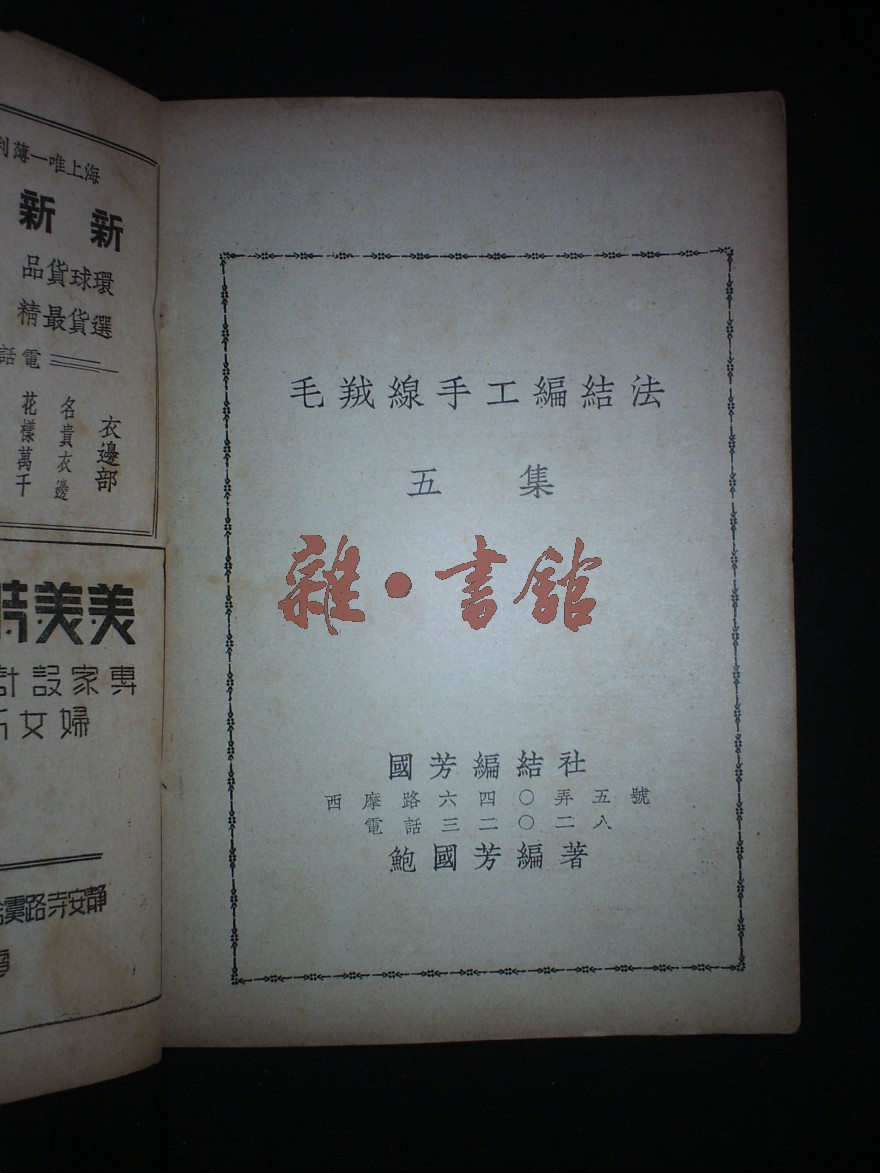 海上唯一薄利
新新
環球貨品
選貨最精
電話
衣邊部
名貴衣邊
花樣萬千
美美特
專家設計
婦女
靜安寺路
毛羢線手工編結法
五集
雜·書館
國芳編結社
西摩路六四〇弄五號
電話三二〇二八
鮑國芳編著